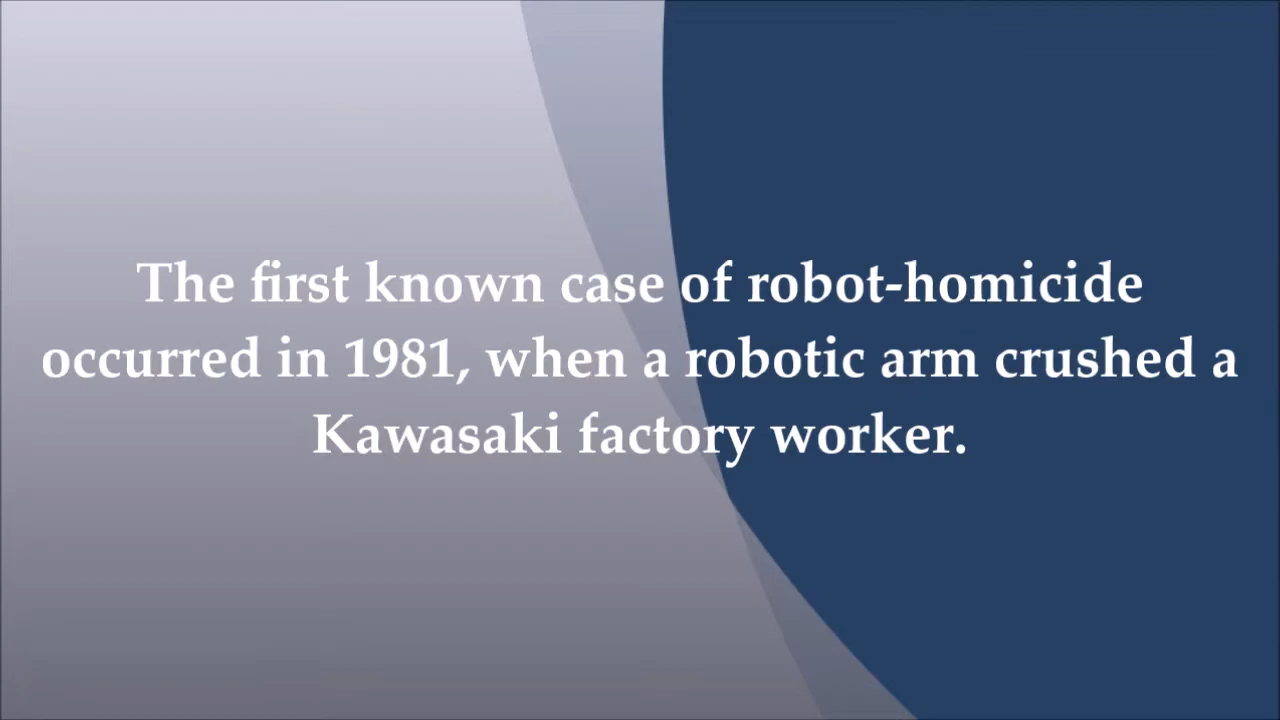 The first known case of robot-homicide
occurred in 1981, when a robotic arm crushed a
Kawasaki factory worker.